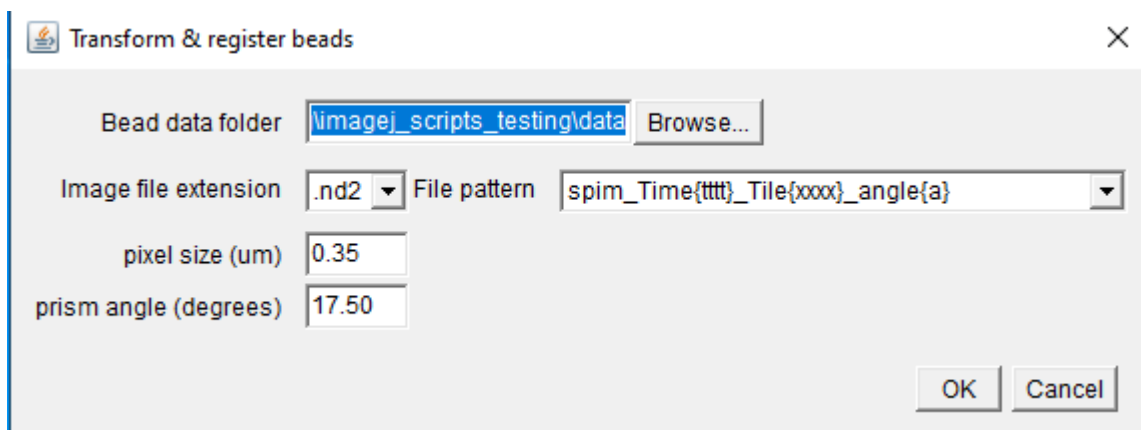 Transform & register beads
Bead data folder \imagej_scripts_testing\data Browse...
Image file extension .nd2 File pattern spim_Time{tttt}_Tile{xxxx}_angle{a}
pixel size (um) 0.35
prism angle (degrees) 17.50
OK Cancel